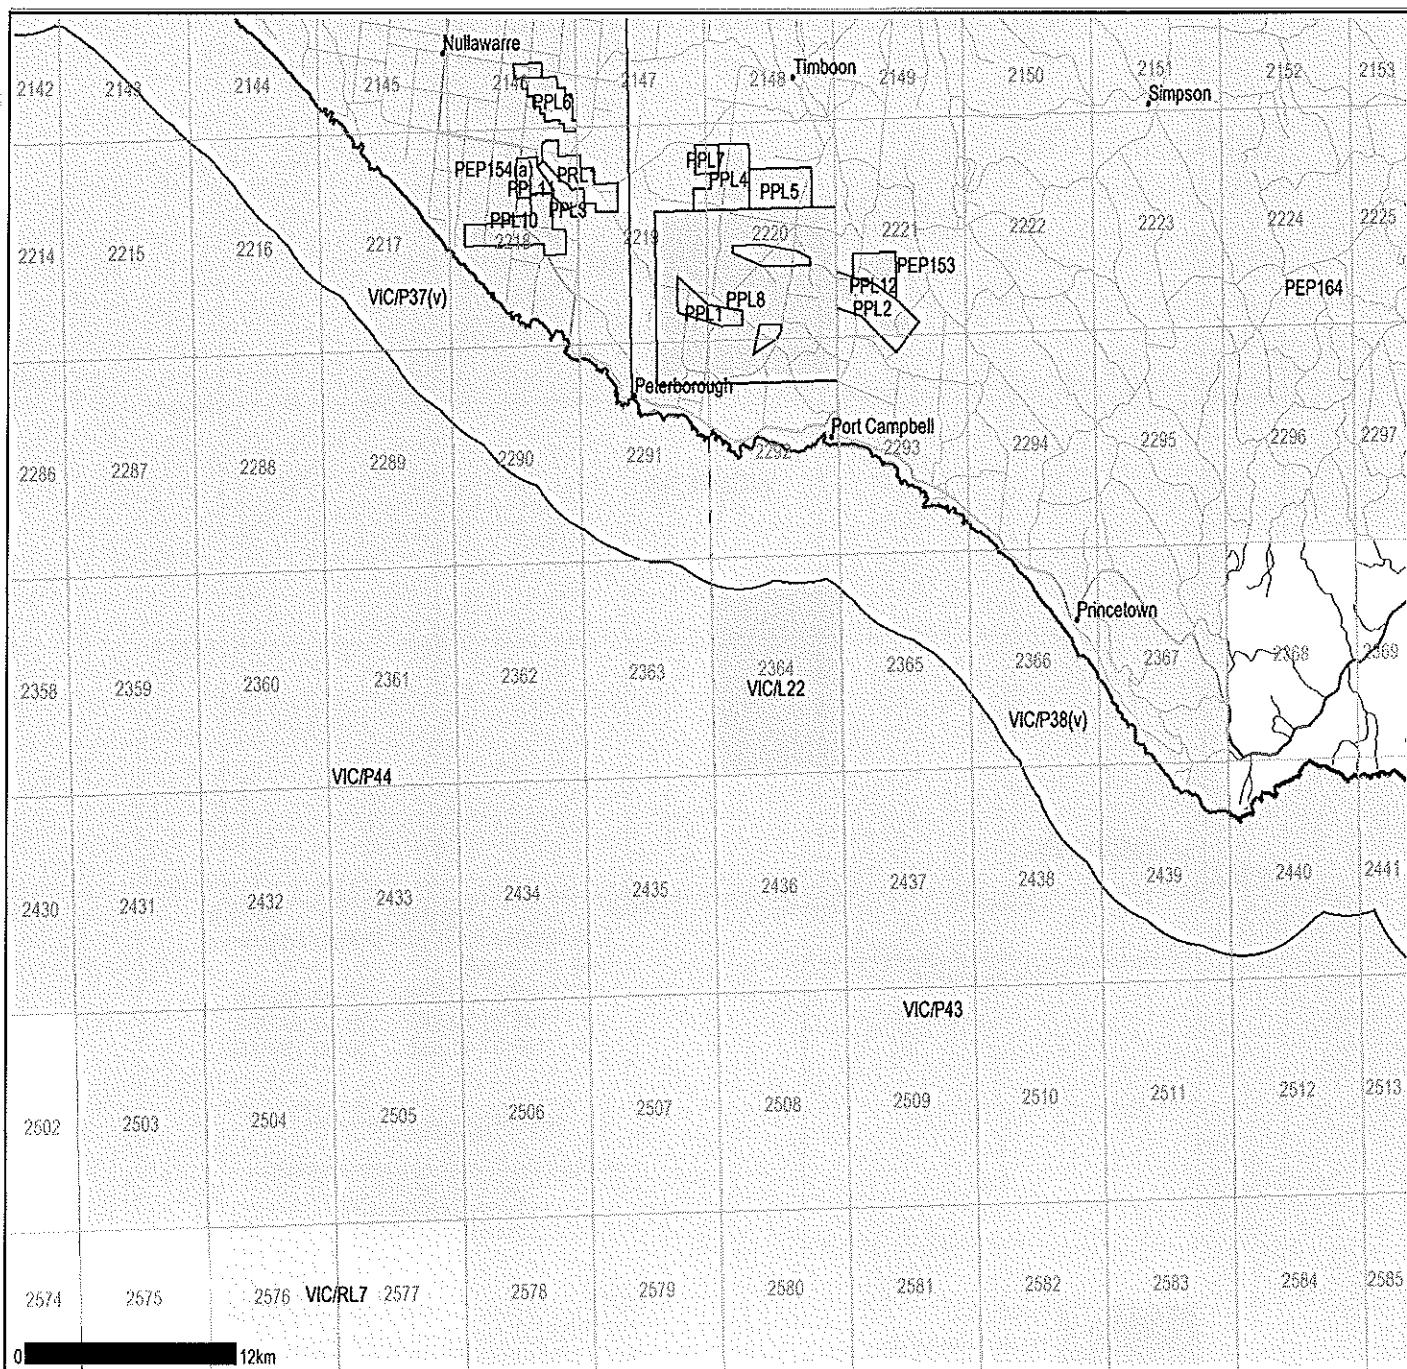 Nullawarre
2142 2143 2144 2145 2146 2147 2148 Timboon 2149 2150 2151 2152 2153
Simpson
PPL6
PEP154(a) PRL PPL7 PPL4 PPL5
PPL3
PPL10
2214 2215 2216 2217 2218 2219 2220 2221 2222 2223 2224 2225
PEP153
VIC/P37(v) PPL1 PPL8 PPL12 PPL2 PEP164
Peterborough
Port Campbell
2286 2287 2288 2289 2290 2291 2292 2293 2294 2295 2296 2297
Princetown
2358 2359 2360 2361 2362 2363 2364 2365 2366 2367 2368 2369
VIC/L22 VIC/P38(v)
VIC/P44
2430 2431 2432 2433 2434 2435 2436 2437 2438 2439 2440 2441
VIC/P43
2502 2503 2504 2505 2506 2507 2508 2509 2510 2511 2512 2513
2574 2575 2576 VIC/RL7 2577 2578 2579 2580 2581 2582 2583 2584 2585
0 12km